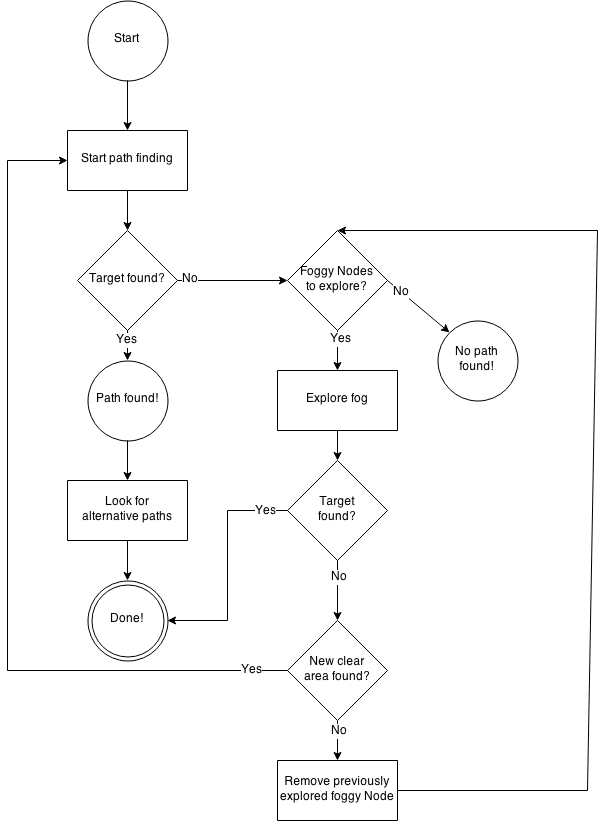 Start
Start path finding
Target found?
No
Foggy Nodes
to explore?
No
Yes
Yes
No path
found!
Path found!
Explore fog
Look for
alternative paths
Target
found?
Yes
No
Done!
New clear
area found?
Yes
No
Remove previously
explored foggy Node